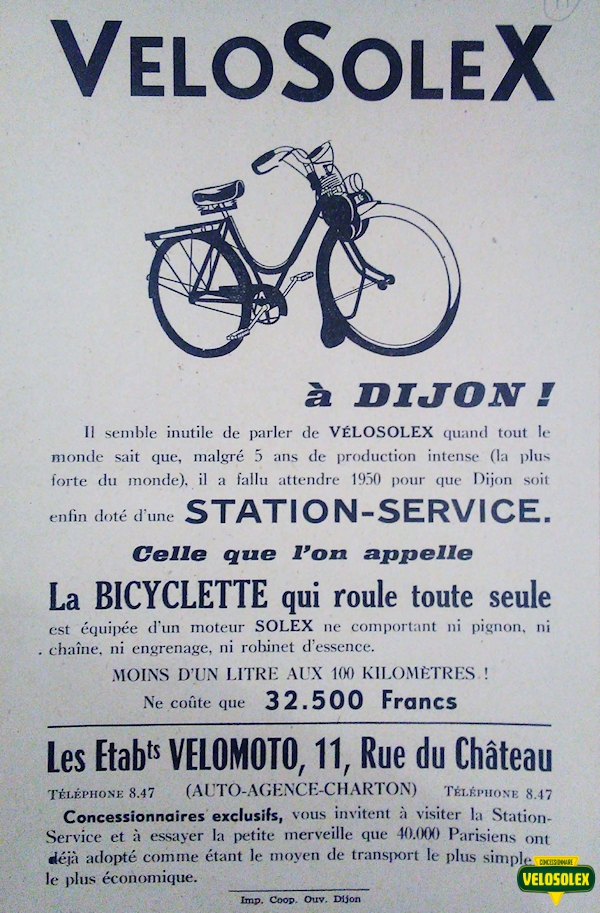 VELOSOLEX
à DIJON !
Il semble inutile de parler de VÉLOSOLEX quand tout le
monde sait que, malgré 5 ans de production intense (la plus
forte du monde), il a fallu attendre 1950 pour que Dijon soit
enfin doté d'une STATION-SERVICE.
Celle que l'on appelle
La BICYCLETTE qui roule toute seule
est équipée d'un moteur SOLEX ne comportant ni pignon, ni
chaîne, ni engrenage, ni robinet d'essence.
MOINS D'UN LITRE AUX 100 KILOMÈTRES !
Ne coûte que 32.500 Francs
Les Etabts VELOMOTO, 11, Rue du Château
TÉLÉPHONE 8.47 (AUTO-AGENCE-CHARTON) TÉLÉPHONE 8.47
Concessionnaires exclusifs, vous invitent à visiter la Station-
Service et à essayer la petite merveille que 40.000 Parisiens ont
déjà adopté comme étant le moyen de transport le plus simple
le plus économique.
Imp. Coop. Ouv. Dijon
CONCESSIONNAIRE
VELOSOLEX